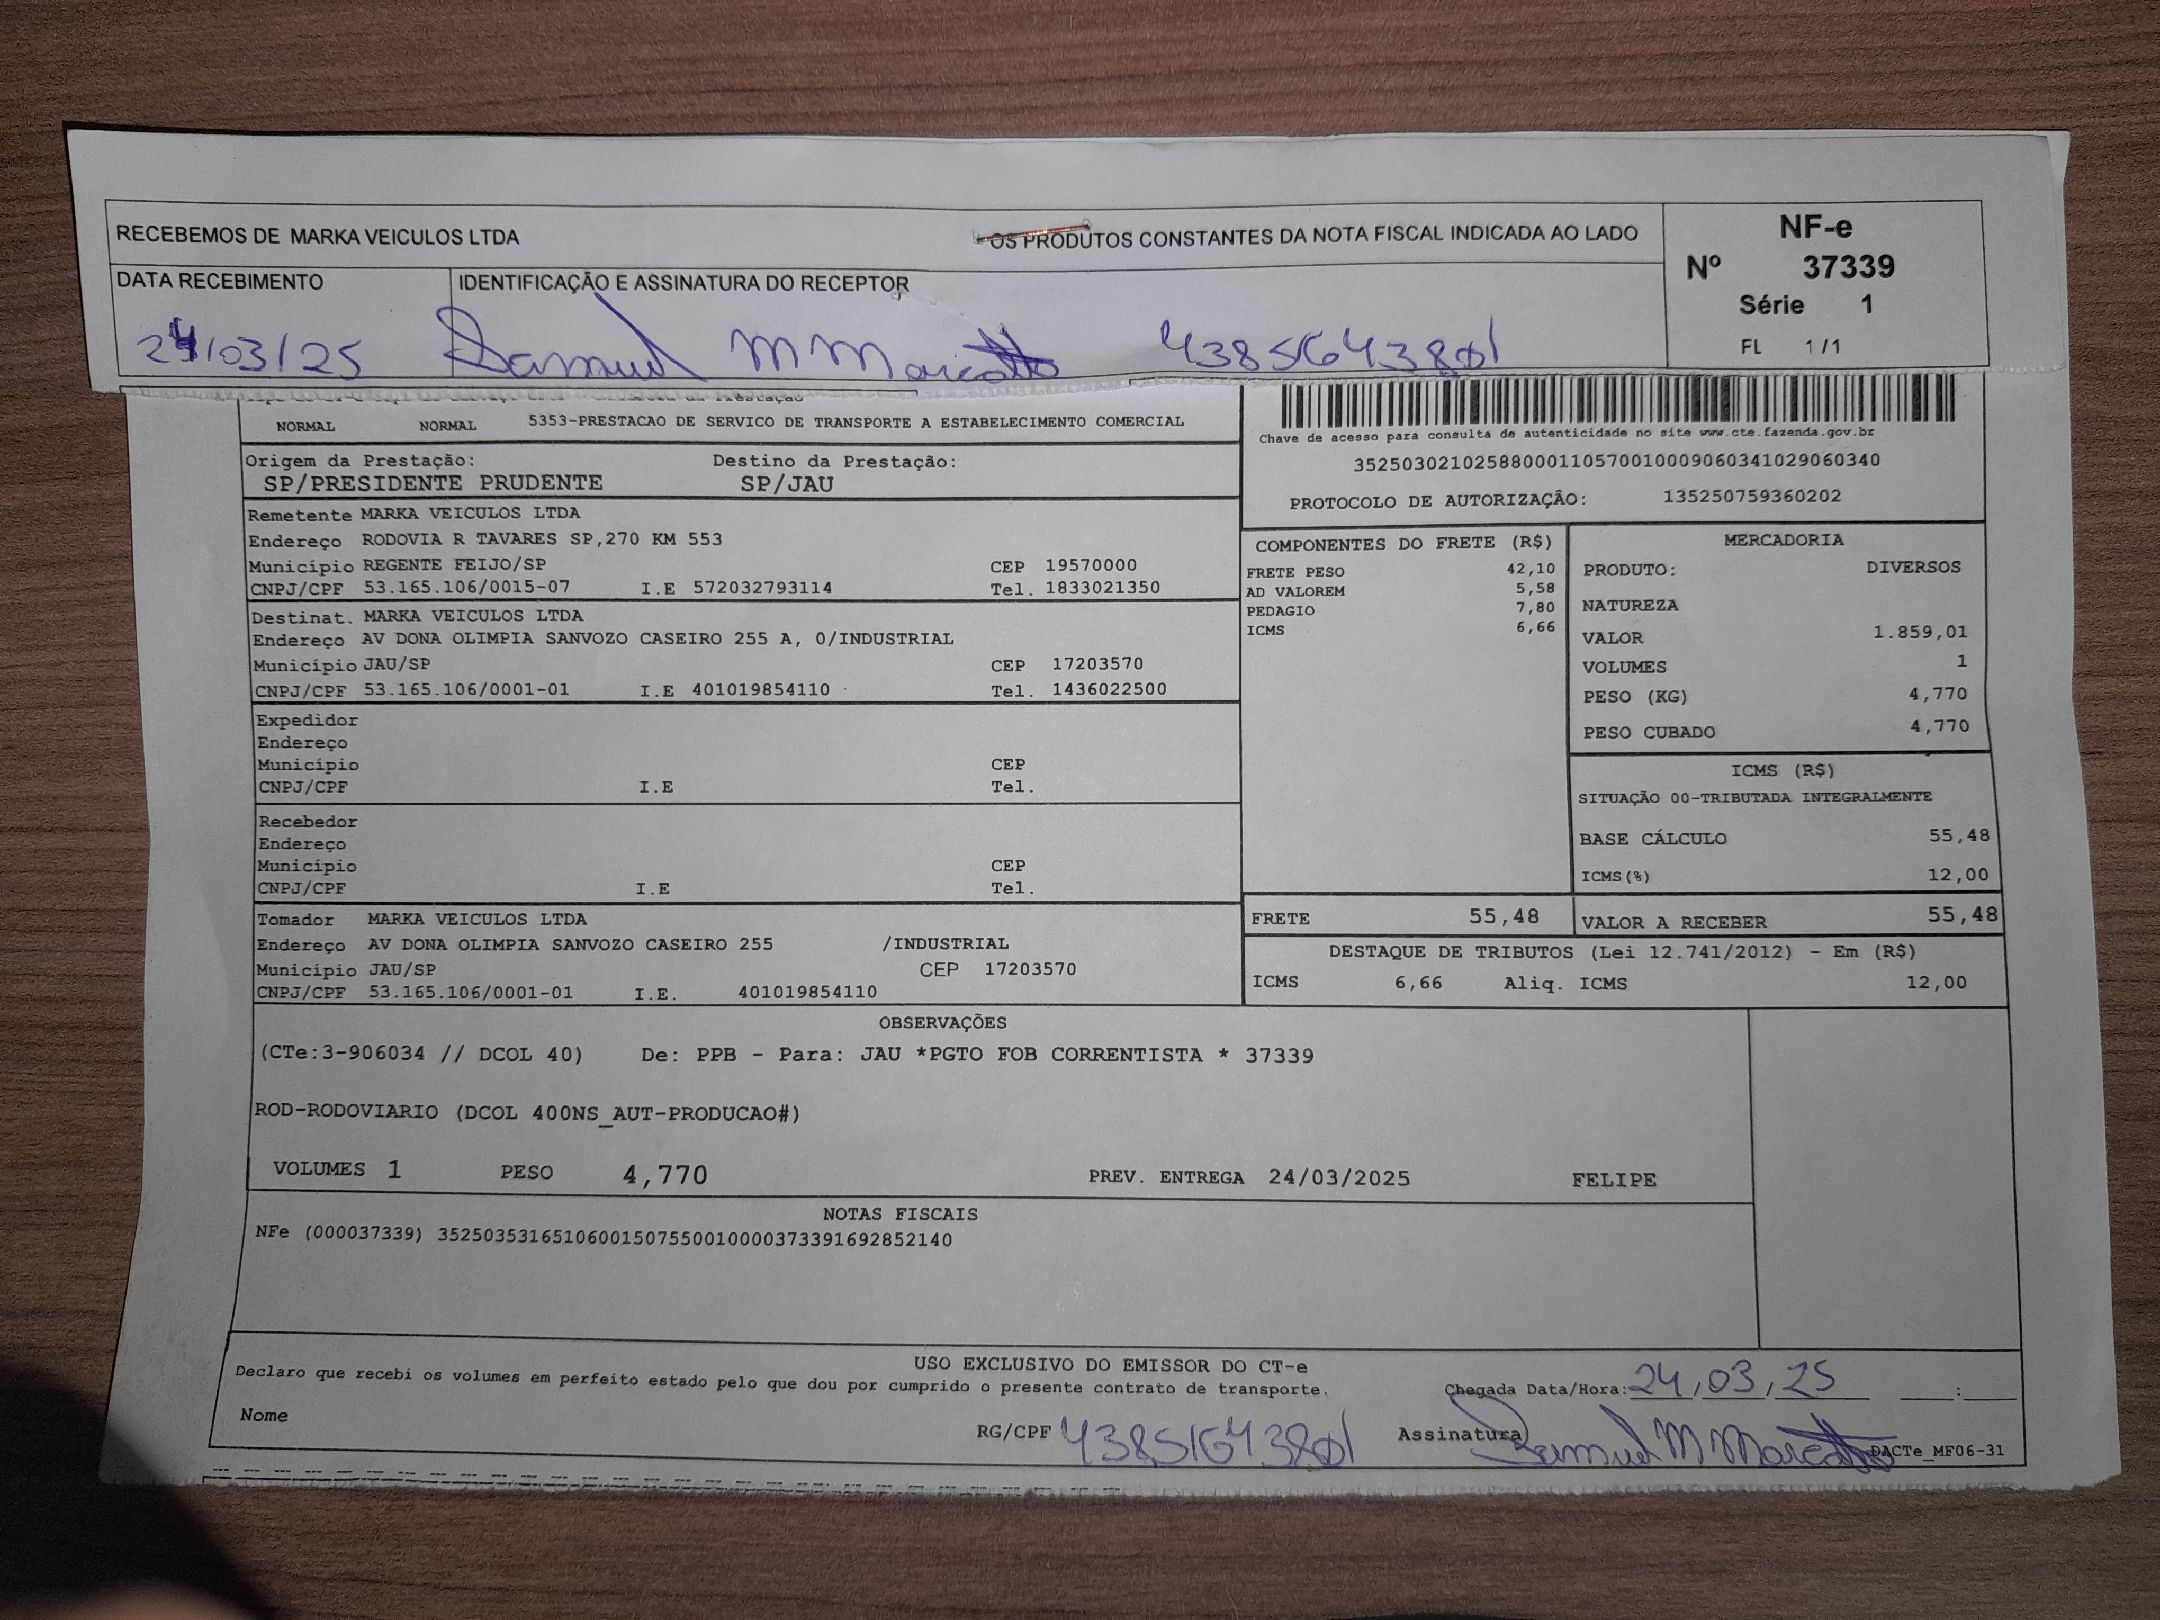 RECEBEMOS DE MARKA VEICULOS LTDA OS PRODUTOS CONSTANTES DA NOTA FISCAL INDICADA AO LADO
NF-e
Nº 37339
Série 1
FL 1/1
DATA RECEBIMENTO IDENTIFICAÇÃO E ASSINATURA DO RECEPTOR
24/03/25 Samuel M Marcatto 43851643801
NORMAL NORMAL 5353-PRESTACAO DE SERVICO DE TRANSPORTE A ESTABELECIMENTO COMERCIAL
Chave de acesso para consulta de autenticidade no site www.cte.fazenda.gov.br
35250302102588000110570010009060341029060340
PROTOCOLO DE AUTORIZAÇÃO: 135250759360202
Origem da Prestação: Destino da Prestação:
SP/PRESIDENTE PRUDENTE SP/JAU
Remetente MARKA VEICULOS LTDA
Endereço RODOVIA R TAVARES SP,270 KM 553
Município REGENTE FEIJO/SP CEP 19570000
CNPJ/CPF 53.165.106/0015-07 I.E 572032793114 Tel. 1833021350
Destinat. MARKA VEICULOS LTDA
Endereço AV DONA OLIMPIA SANVOZO CASEIRO 255 A, 0/INDUSTRIAL
Município JAU/SP CEP 17203570
CNPJ/CPF 53.165.106/0001-01 I.E 401019854110 Tel. 1436022500
Expedidor
Endereço
Município CEP
CNPJ/CPF I.E Tel.
Recebedor
Endereço
Município CEP
CNPJ/CPF I.E Tel.
Tomador MARKA VEICULOS LTDA
Endereço AV DONA OLIMPIA SANVOZO CASEIRO 255 /INDUSTRIAL
Município JAU/SP CEP 17203570
CNPJ/CPF 53.165.106/0001-01 I.E. 401019854110
COMPONENTES DO FRETE (R$)
FRETE PESO 42,10
AD VALOREM 5,58
PEDAGIO 7,80
ICMS 6,66
MERCADORIA
PRODUTO: DIVERSOS
NATUREZA
VALOR 1.859,01
VOLUMES 1
PESO (KG) 4,770
PESO CUBADO 4,770
ICMS (R$)
SITUAÇÃO 00-TRIBUTADA INTEGRALMENTE
BASE CÁLCULO 55,48
ICMS(%) 12,00
FRETE 55,48 VALOR A RECEBER 55,48
DESTAQUE DE TRIBUTOS (Lei 12.741/2012) - Em (R$)
ICMS 6,66 Aliq. ICMS 12,00
OBSERVAÇÕES
(CTe:3-906034 // DCOL 40) De: PPB - Para: JAU *PGTO FOB CORRENTISTA * 37339
ROD-RODOVIARIO (DCOL 400NS_AUT-PRODUCAO#)
VOLUMES 1 PESO 4,770 PREV. ENTREGA 24/03/2025 FELIPE
NOTAS FISCAIS
NFe (000037339) 35250353165106001507550010000373391692852140
USO EXCLUSIVO DO EMISSOR DO CT-e
Declaro que recebi os volumes em perfeito estado pelo que dou por cumprido o presente contrato de transporte.
Chegada Data/Hora: 24/03/25 :
Nome RG/CPF 43851643801 Assinatura Samuel M Marcatto DACTe_MF06-31